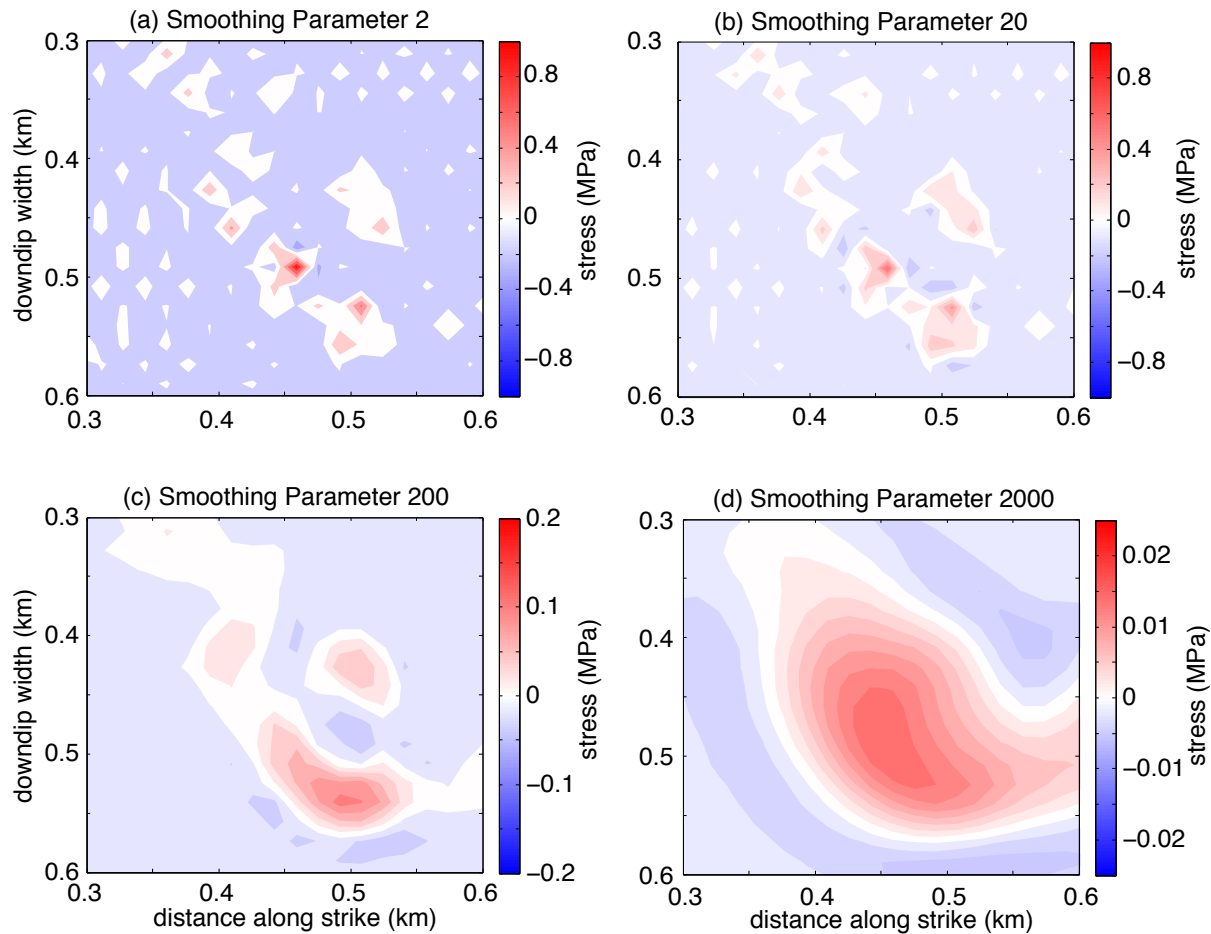 (a) Smoothing Parameter 2
(b) Smoothing Parameter 20
0.3
0.4
0.5
0.6
downdip width (km)
0.3 0.4 0.5 0.6
0.8
0.4
0
−0.4
−0.8
stress (MPa)
0.3
0.4
0.5
0.6
0.3 0.4 0.5 0.6
0.8
0.4
0
−0.4
−0.8
stress (MPa)
(c) Smoothing Parameter 200
(d) Smoothing Parameter 2000
0.3
0.4
0.5
0.6
downdip width (km)
0.3 0.4 0.5 0.6
distance along strike (km)
0.2
0.1
0
−0.1
−0.2
stress (MPa)
0.3
0.4
0.5
0.6
0.3 0.4 0.5 0.6
distance along strike (km)
0.02
0.01
0
−0.01
−0.02
stress (MPa)